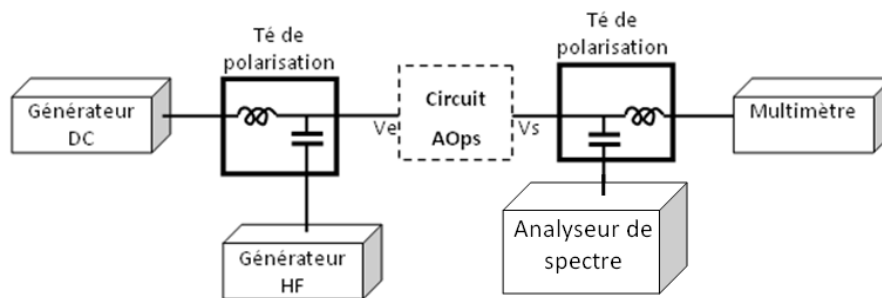 Té de
polarisation
Té de
polarisation
Générateur
DC
Ve
Circuit
AOps
Vs
Multimètre
Générateur
HF
Analyseur de
spectre